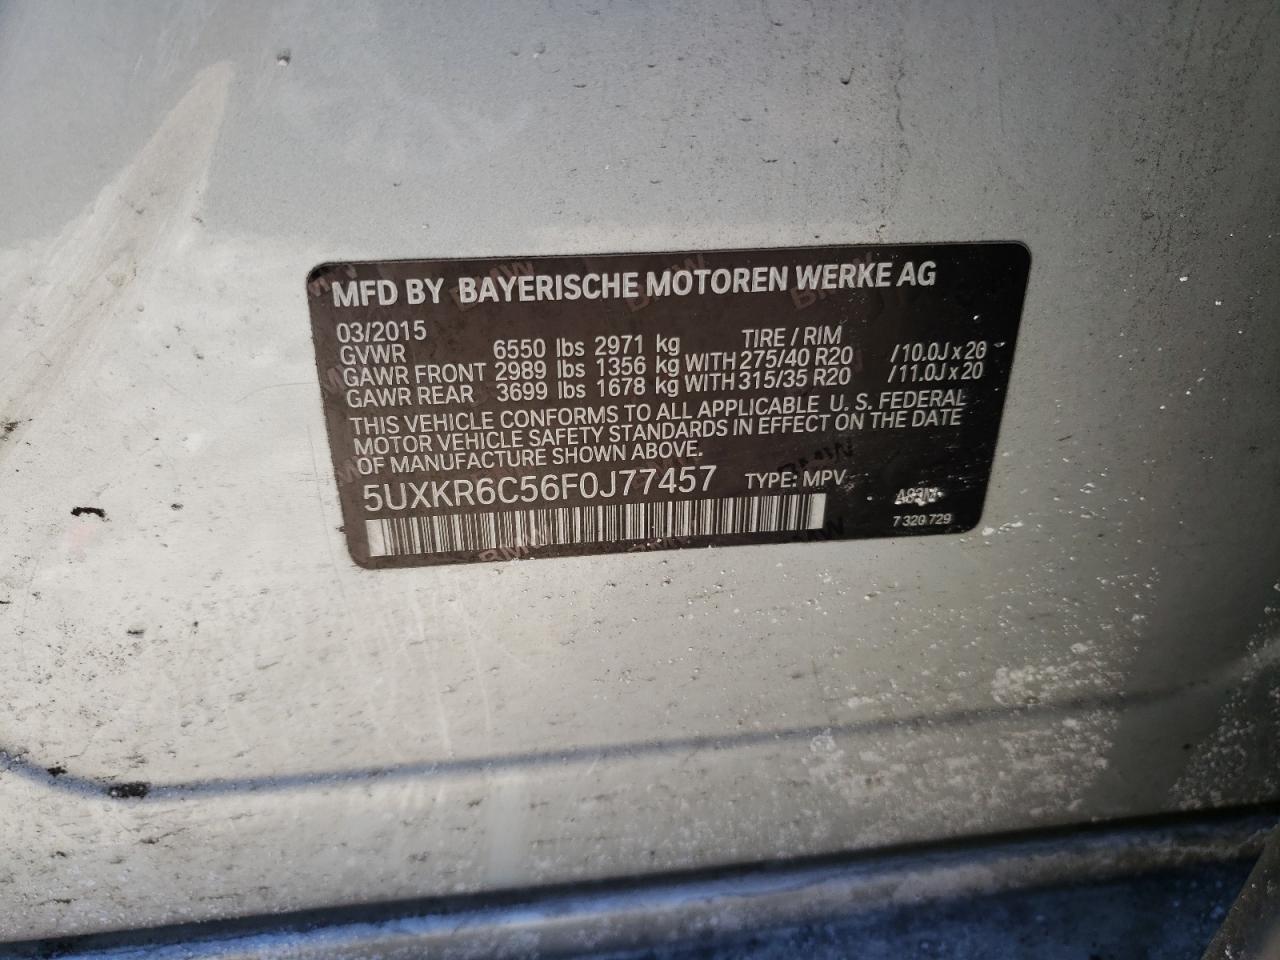 MFD BY BAYERISCHE MOTOREN WERKE AG
03/2015 TIRE / RIM
GVWR 6550 lbs 2971 kg
GAWR FRONT 2989 lbs 1356 kg WITH 275/40 R20 /10.0J x 20
GAWR REAR 3699 lbs 1678 kg WITH 315/35 R20 /11.0J x 20
THIS VEHICLE CONFORMS TO ALL APPLICABLE U. S. FEDERAL
MOTOR VEHICLE SAFETY STANDARDS IN EFFECT ON THE DATE
OF MANUFACTURE SHOWN ABOVE.
5UXKR6C56F0J77457 TYPE: MPV
7 320 729